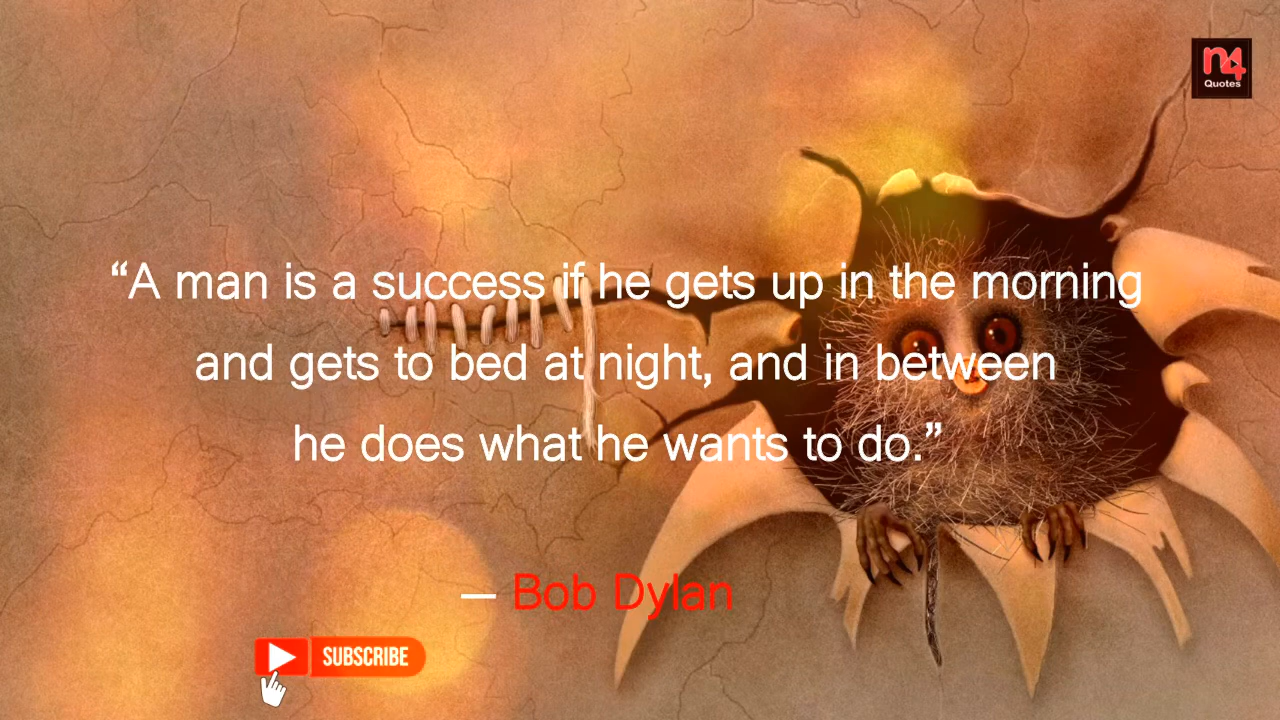 n4
Quotes
“A man is a success if he gets up in the morning
and gets to bed at night, and in between
he does what he wants to do.”
— Bob Dylan
SUBSCRIBE